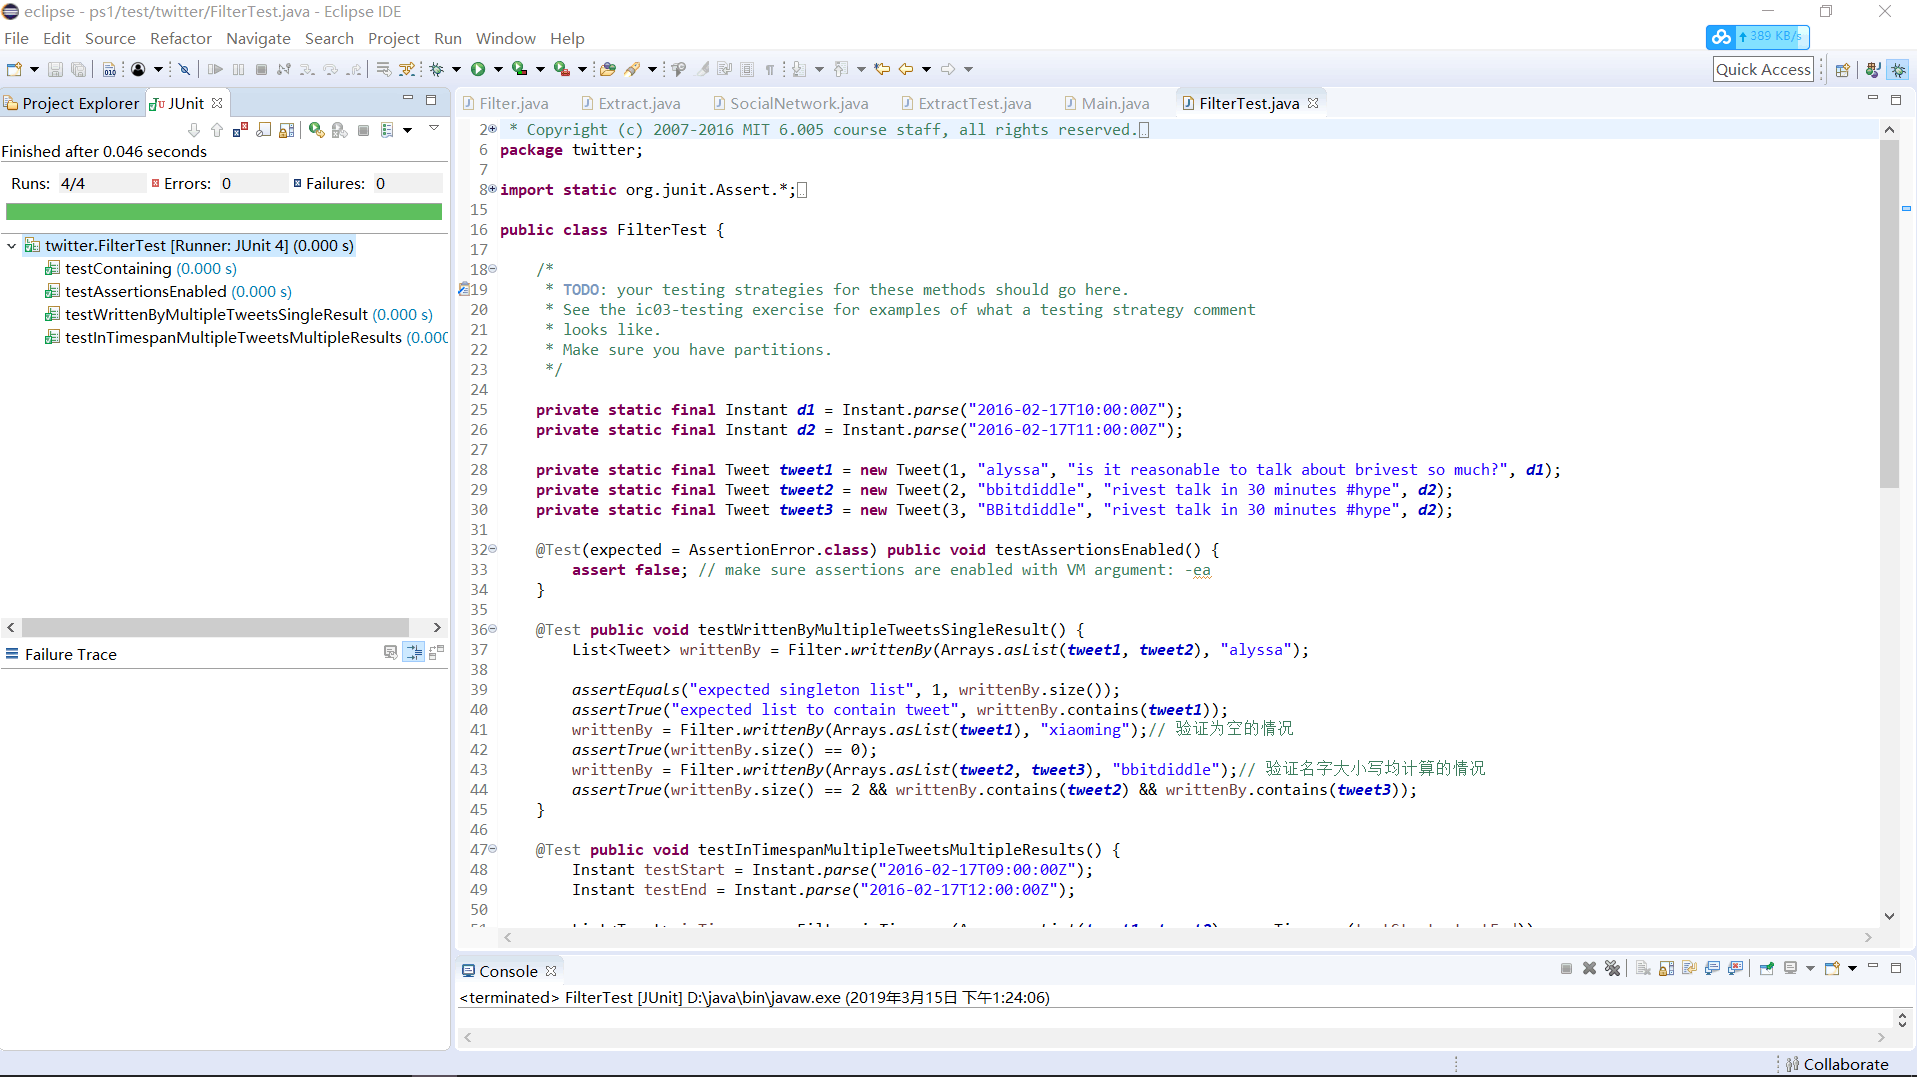 eclipse - ps1/test/twitter/FilterTest.java - Eclipse IDE
File Edit Source Refactor Navigate Search Project Run Window Help
389 KB/s
Quick Access
Project Explorer JUnit
Filter.java Extract.java SocialNetwork.java ExtractTest.java Main.java FilterTest.java
Finished after 0.046 seconds
Runs: 4/4 Errors: 0 Failures: 0
twitter.FilterTest [Runner: JUnit 4] (0.000 s)
testContaining (0.000 s)
testAssertionsEnabled (0.000 s)
testWrittenByMultipleTweetsSingleResult (0.000 s)
testInTimespanMultipleTweetsMultipleResults (0.000
Failure Trace
2 * Copyright (c) 2007-2016 MIT 6.005 course staff, all rights reserved.
6 package twitter;
7
8 import static org.junit.Assert.*;
15
16 public class FilterTest {
17
18 /*
19 * TODO: your testing strategies for these methods should go here.
20 * See the ic03-testing exercise for examples of what a testing strategy comment
21 * looks like.
22 * Make sure you have partitions.
23 */
24
25 private static final Instant d1 = Instant.parse("2016-02-17T10:00:00Z");
26 private static final Instant d2 = Instant.parse("2016-02-17T11:00:00Z");
27
28 private static final Tweet tweet1 = new Tweet(1, "alyssa", "is it reasonable to talk about brivest so much?", d1);
29 private static final Tweet tweet2 = new Tweet(2, "bbitdiddle", "rivest talk in 30 minutes #hype", d2);
30 private static final Tweet tweet3 = new Tweet(3, "BBitdiddle", "rivest talk in 30 minutes #hype", d2);
31
32 @Test(expected = AssertionError.class) public void testAssertionsEnabled() {
33 assert false; // make sure assertions are enabled with VM argument: -ea
34 }
35
36 @Test public void testWrittenByMultipleTweetsSingleResult() {
37 List<Tweet> writtenBy = Filter.writtenBy(Arrays.asList(tweet1, tweet2), "alyssa");
38
39 assertEquals("expected singleton list", 1, writtenBy.size());
40 assertTrue("expected list to contain tweet", writtenBy.contains(tweet1));
41 writtenBy = Filter.writtenBy(Arrays.asList(tweet1), "xiaoming");// 验证为空的情况
42 assertTrue(writtenBy.size() == 0);
43 writtenBy = Filter.writtenBy(Arrays.asList(tweet2, tweet3), "bbitdiddle");// 验证名字大小写均计算的情况
44 assertTrue(writtenBy.size() == 2 && writtenBy.contains(tweet2) && writtenBy.contains(tweet3));
45 }
46
47 @Test public void testInTimespanMultipleTweetsMultipleResults() {
48 Instant testStart = Instant.parse("2016-02-17T09:00:00Z");
49 Instant testEnd = Instant.parse("2016-02-17T12:00:00Z");
50
Console
<terminated> FilterTest [JUnit] D:\java\bin\javaw.exe (2019年3月15日 下午1:24:06)
Collaborate